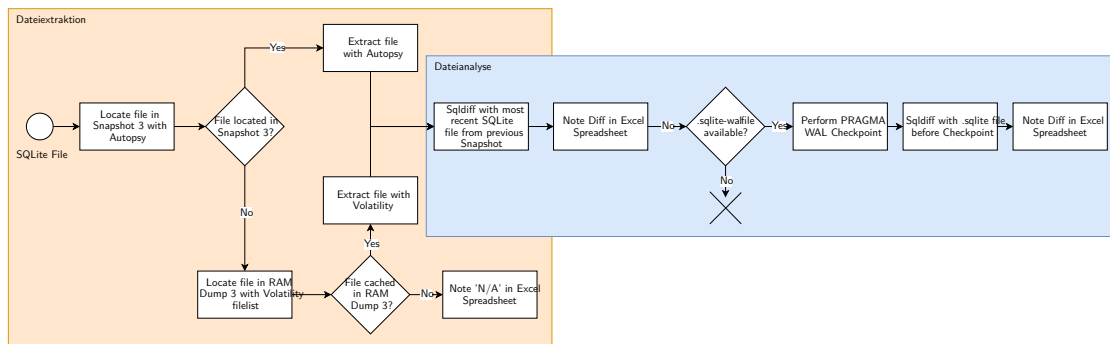 Dateiextraktion
Extract file
with Autopsy
Yes
Dateianalyse
Locate file in
Snapshot 3 with
Autopsy
File located in
Snapshot 3?
SQLite File
Sqldiff with most
recent SQLite
file from previous
Snapshot
Note Diff in Excel
Spreadsheet
No
.sqlite-walfile
available?
Yes
Perform PRAGMA
WAL Checkpoint
Sqldiff with .sqlite file
before Checkpoint
Note Diff in Excel
Spreadsheet
No
Extract file with
Volatility
No
Yes
Locate file in RAM
Dump 3 with Volatility
filelist
File cached
in RAM
Dump 3?
No
Note 'N/A' in Excel
Spreadsheet